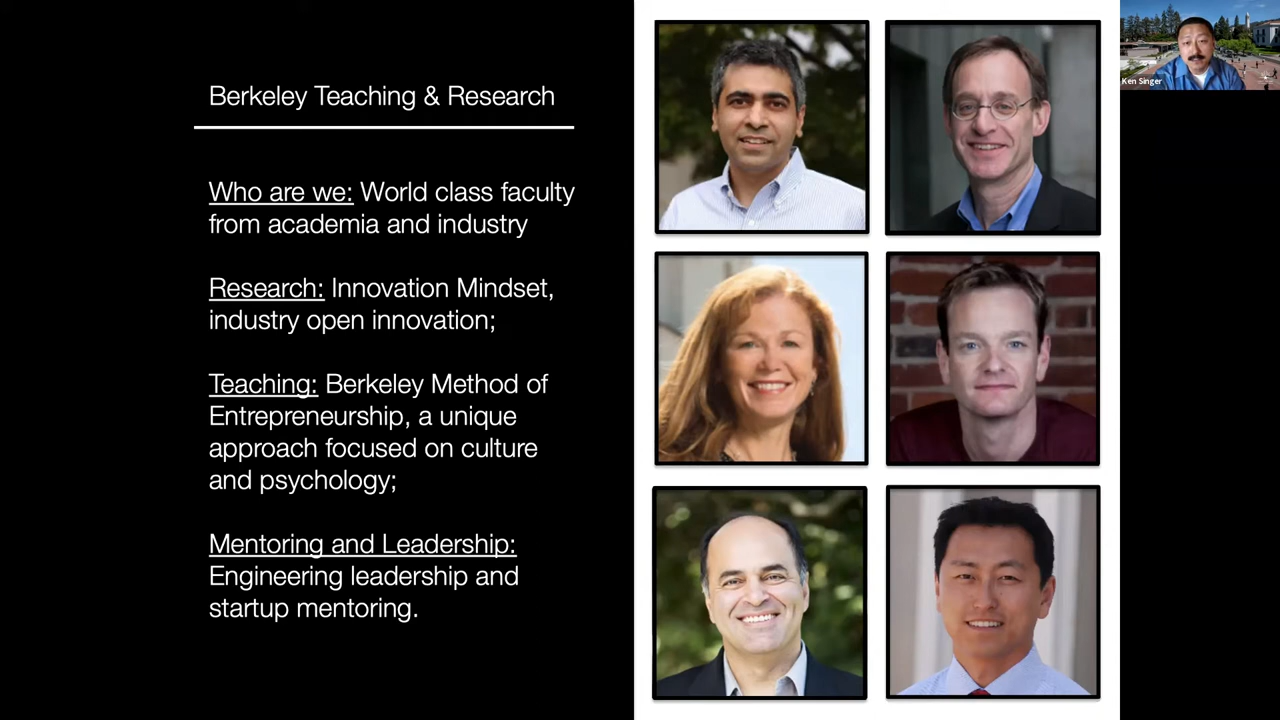 Berkeley Teaching & Research
Who are we: World class faculty
from academia and industry
Research: Innovation Mindset,
industry open innovation;
Teaching: Berkeley Method of
Entrepreneurship, a unique
approach focused on culture
and psychology;
Mentoring and Leadership:
Engineering leadership and
startup mentoring.
Ken Singer